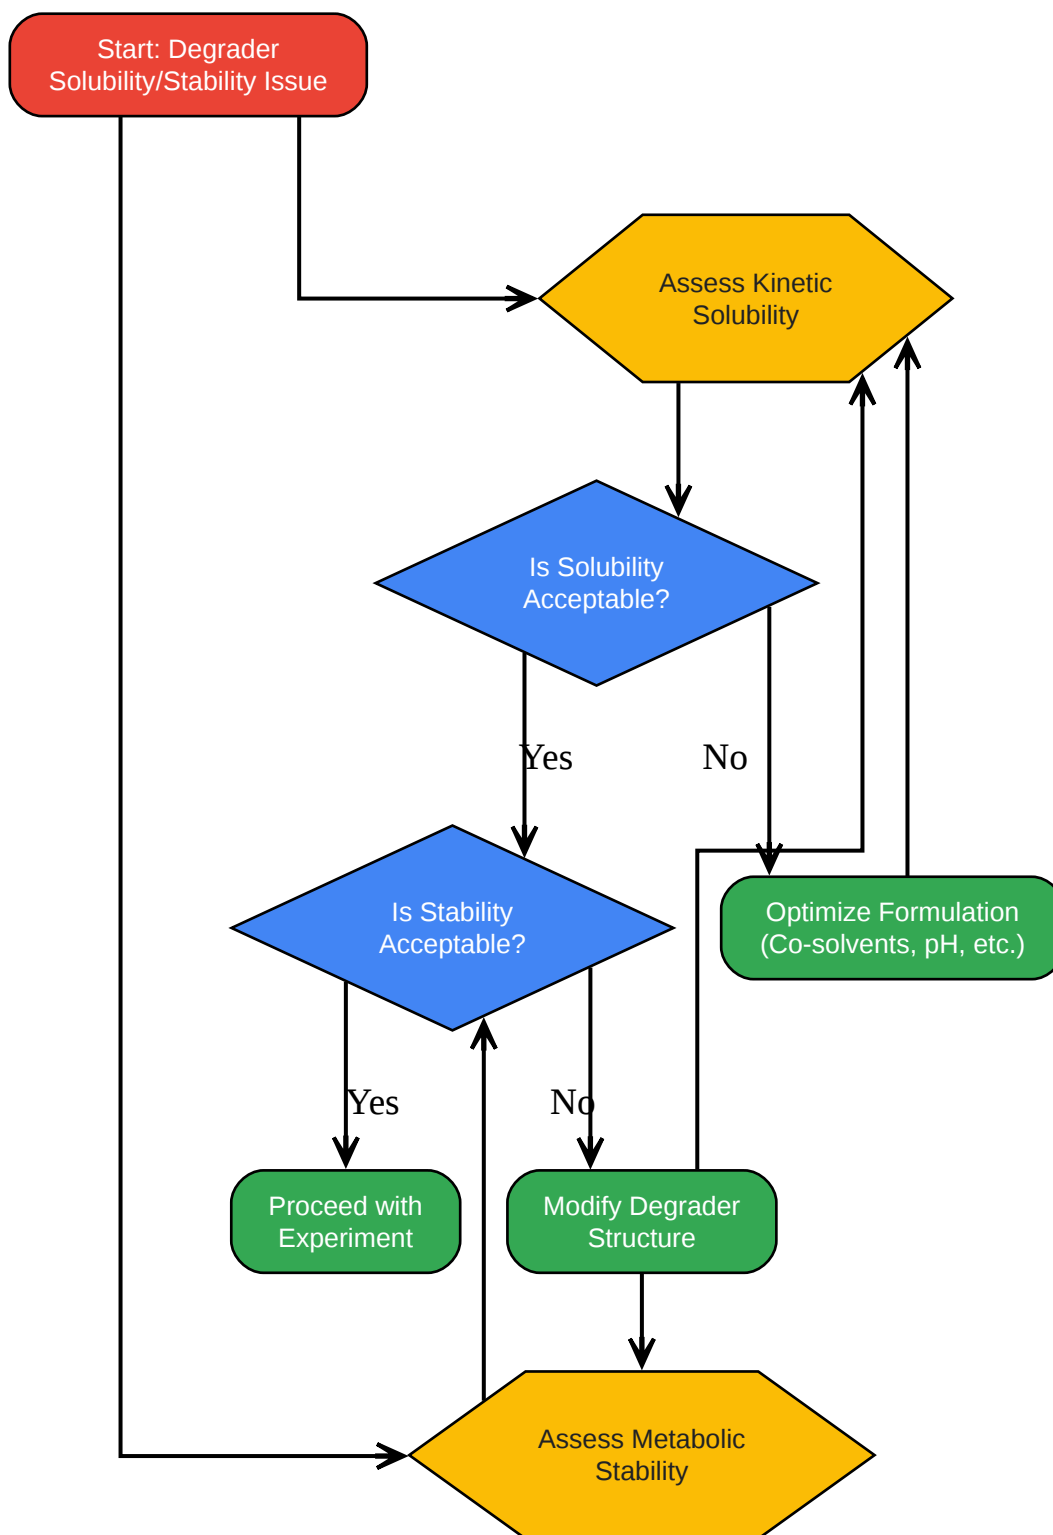 Start: Degrader
Solubility/Stability Issue
Assess Kinetic
Solubility
Is Solubility
Acceptable?
Yes
No
Is Stability
Acceptable?
Optimize Formulation
(Co-solvents, pH, etc.)
Yes
No
Proceed with
Experiment
Modify Degrader
Structure
Assess Metabolic
Stability